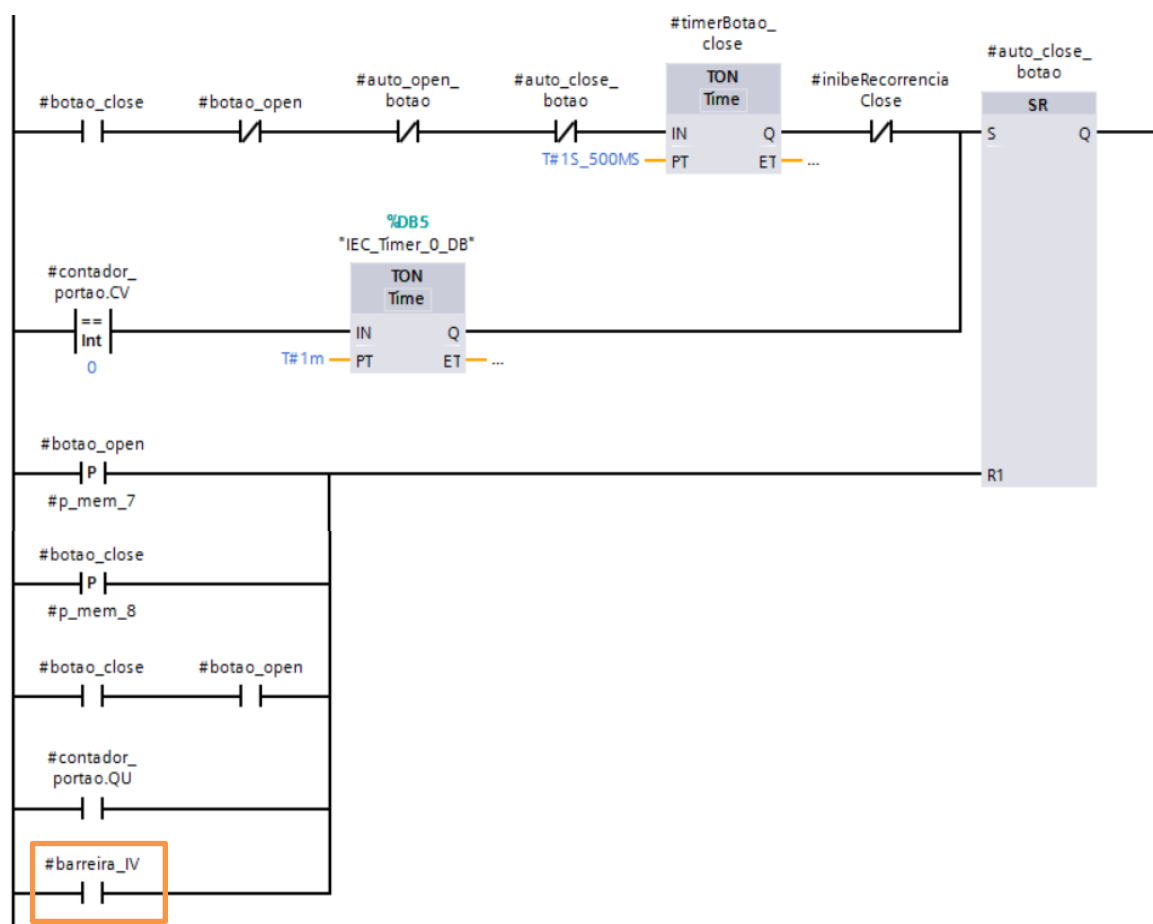 #timerBotao_
close
#auto_close_
botao
#botao_close
#botao_open
#auto_open_
botao
#auto_close_
botao
TON
Time
#inibeRecorrencia
Close
SR
IN
Q
S
Q
T#1S_500MS
PT
ET
...
%DB5
"IEC_Timer_0_DB"
#contador_
portao.CV
TON
Time
==
Int
IN
Q
0
T#1m
PT
ET
...
#botao_open
P
R1
#p_mem_7
#botao_close
P
#p_mem_8
#botao_close
#botao_open
#contador_
portao.QU
#barreira_IV